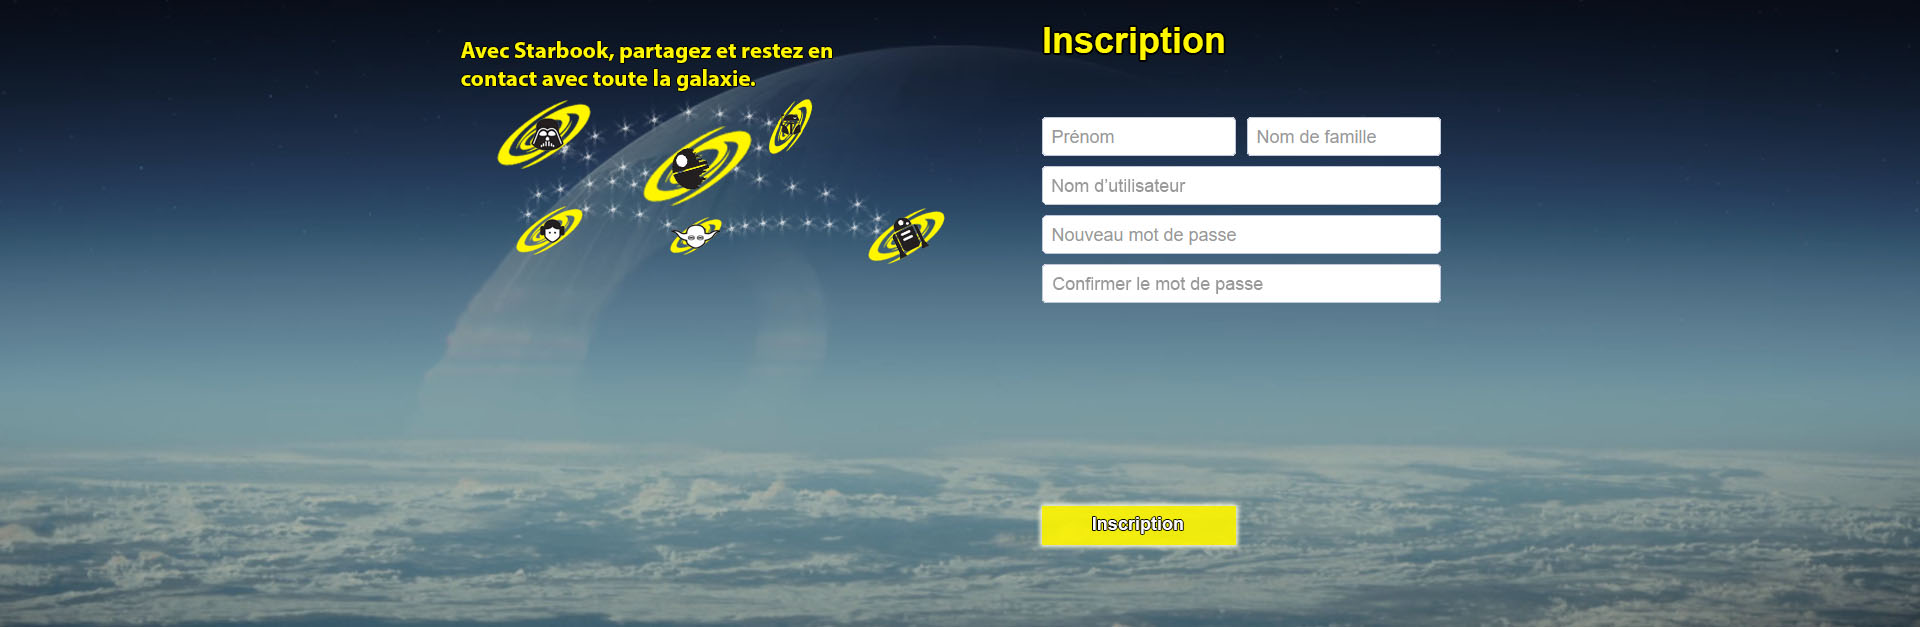 Avec Starbook, partagez et restez en
contact avec toute la galaxie.
Inscription
Prénom
Nom de famille
Nom d’utilisateur
Nouveau mot de passe
Confirmer le mot de passe
Inscription